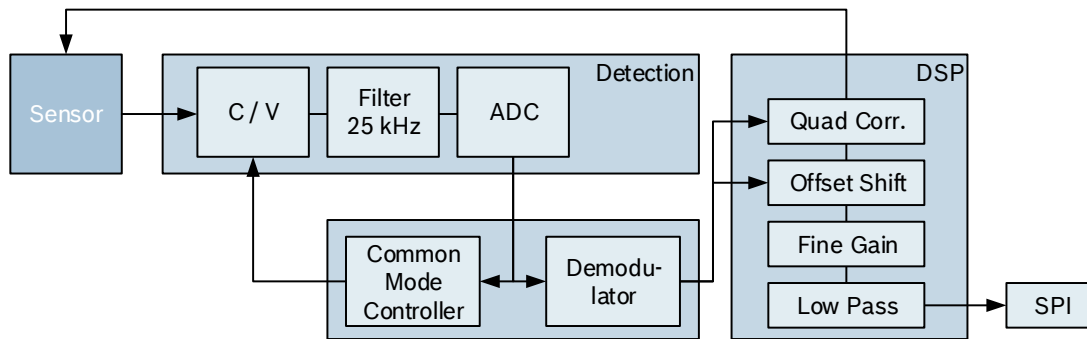 Detection
DSP
Sensor
C / V
Filter
25 kHz
ADC
Quad Corr.
Offset Shift
Common
Mode
Controller
Demodu-
lator
Fine Gain
Low Pass
SPI